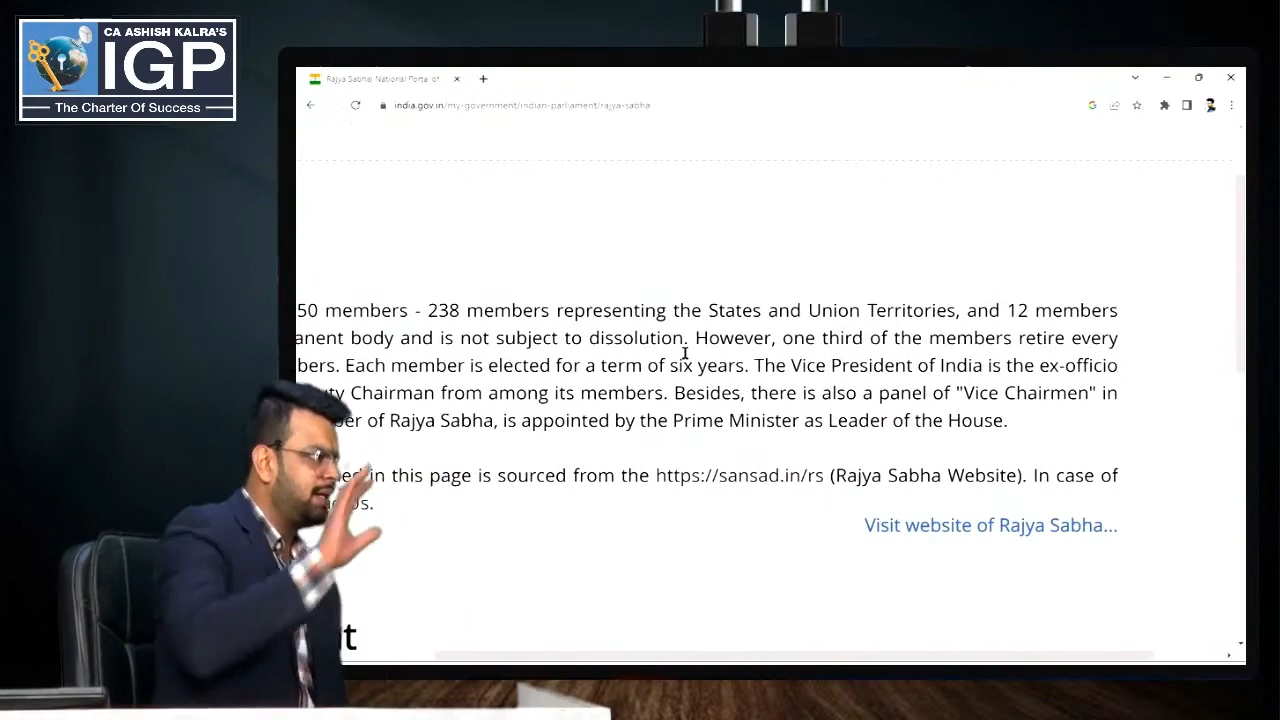 CA ASHISH KALRA'S
IGP
The Charter Of Success
Rajya Sabha| National Portal of
india.gov.in/my-government/indian-parliament/rajya-sabha
50 members - 238 members representing the States and Union Territories, and 12 members
anent body and is not subject to dissolution. However, one third of the members retire every
bers. Each member is elected for a term of six years. The Vice President of India is the ex-officio
Chairman from among its members. Besides, there is also a panel of "Vice Chairmen" in
of Rajya Sabha, is appointed by the Prime Minister as Leader of the House.
in this page is sourced from the https://sansad.in/rs (Rajya Sabha Website). In case of
Visit website of Rajya Sabha...